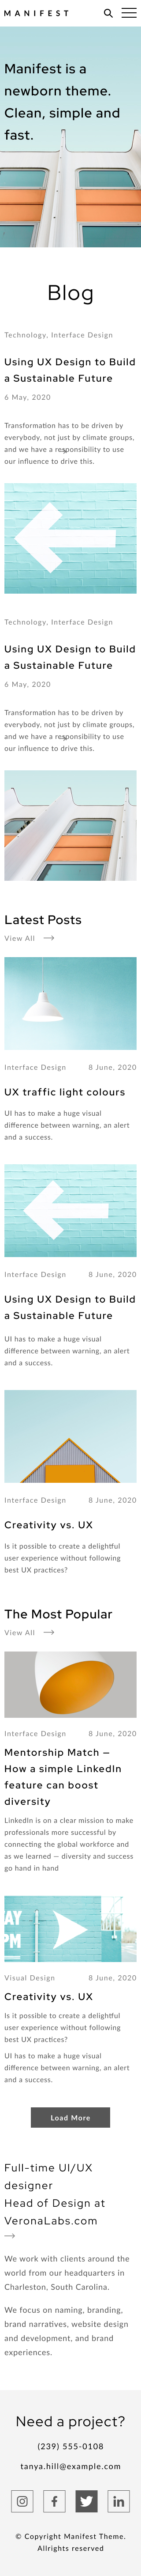 MANIFEST
Manifest is a
newborn theme.
Clean, simple and
fast
Blog
Technology, Interface Design
Using UX Design to Build
a Sustainable Future
6 May, 2020
Transformation has to be driven by
everybody, not just by climate groups,
and we're a responsibility to use
our influencer to drive this.
Technology, Interface Design
Using UX Design to Build
a Sustainable Future
6 May, 2020
Transformation has to be driven by
everybody, not just by climate groups,
and we're a responsibility to use
our influencer to drive this.
Latest Posts
View All
Interface Design 8 June, 2020
UX traffic light colours
UI has to make a huge visual
difference between warning, an alert
and a success.
Interface Design 8 June, 2020
Using UX Design to Build
a Sustainable Future
UI has to make a huge visual
difference between warning, an alert
and a success.
Interface Design 8 June, 2020
Creativity vs. UX
Is it possible to create a delightful
user experience without following
best UX practices?
The Most Popular
View All
Interface Design 8 June, 2020
Mentorship Match —
How a simple LinkedIn
feature can boost
diversity
LinkedIn is on a clear mission to make
professionals more successful by
connecting the global workforce and
as we learned — diversity and success
go hand in hand
AY
PM
Visual Design 8 June, 2020
Creativity vs. UX
Is it possible to create a delightful
user experience without following
best UX practices?
UI has to make a huge visual
difference between warning, an alert
and a success.
Load More
Full-time UI/UX
designer
Head of Design at
VeronaLabs.com
We work with clients around the
world from our headquarters in
Charleston, South Carolina.
We focus on naming, branding,
brand narratives, website design
and development, and brand
experiences.
Need a project?
(239) 555-0108
tanya.hill@example.com
© Copyright Manifest Theme.
Allrights reserved